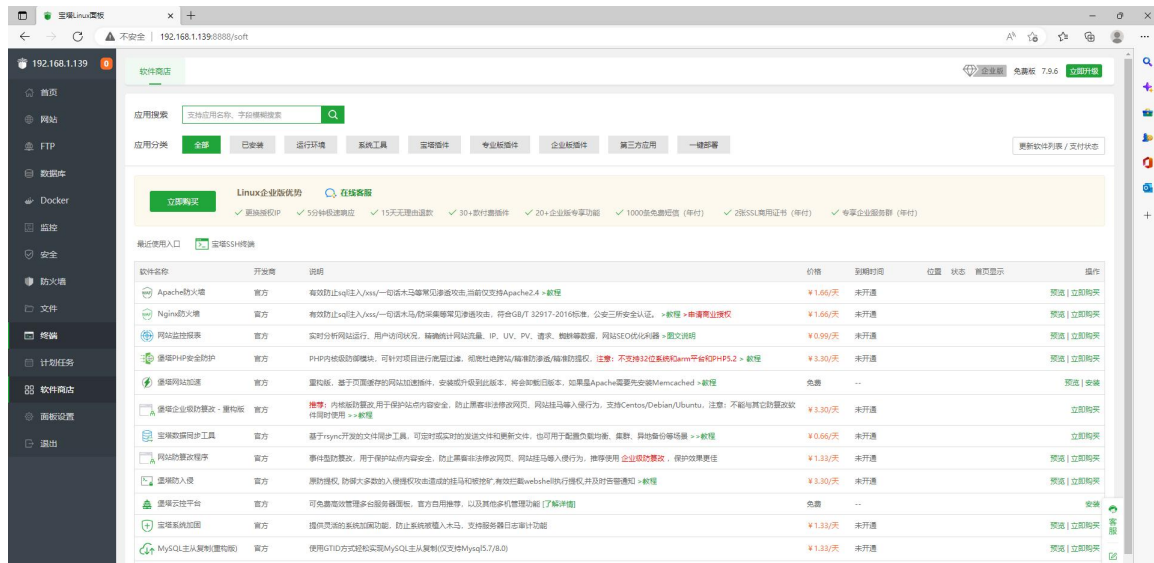 宝塔Linux面板
不安全 | 192.168.1.139:8888/soft
192.168.1.139 0
首页
网站
FTP
数据库
Docker
监控
安全
防火墙
文件
终端
计划任务
软件商店
面板设置
退出
软件商店
企业版 免费版 7.9.6 立即升级
应用搜索 支持应用名称、字段模糊搜索
应用分类 全部 已安装 运行环境 系统工具 宝塔插件 专业版插件 企业版插件 第三方应用 一键部署 更新软件列表 / 支付状态
立即购买 Linux企业版优势 在线客服
更换授权IP 5分钟极速响应 15天无理由退款 30+款付费插件 20+企业版专享功能 1000条免费短信 (年付) 2张SSL商用证书 (年付) 专享企业服务群 (年付)
最近使用入口 宝塔SSH终端
软件名称 开发商 说明 价格 到期时间 位置 状态 首页显示 操作
Apache防火墙 官方 有效防止sql注入/xss/一句话木马等常见渗透攻击,当前仅支持Apache2.4 >教程 ¥1.66/天 未开通 预览 | 立即购买
Nginx防火墙 官方 有效防止sql注入/xss/一句话木马/防采集等常见渗透攻击，符合GB/T 32917-2016标准，公安三所安全认证。 >教程 >申请商业授权 ¥1.66/天 未开通 预览 | 立即购买
网站监控报表 官方 实时分析网站运行，用户访问状况，精确统计网站流量、IP、UV、PV、请求、蜘蛛等数据，网站SEO优化利器 >图文说明 ¥0.99/天 未开通 预览 | 立即购买
堡塔PHP安全防护 官方 PHP内核级防御模块，可针对项目进行底层过滤，彻底杜绝跨站/精准防渗透/精准防提权，注意：不支持32位系统和arm平台和PHP5.2 > 教程 ¥3.30/天 未开通 预览 | 立即购买
堡塔网站加速 官方 重构版，基于页面缓存的网站加速插件，安装或升级到此版本，将会卸载旧版本，如果是Apache需要先安装Memcached >教程 免费 -- 预览 | 安装
堡塔企业级防篡改 - 重构版 官方 推荐：内核级防篡改,用于保护站点内容安全，防止黑客非法修改网页、网站挂马等入侵行为，支持Centos/Debian/Ubuntu，注意：不能与其它防篡改软
件同时使用 >>教程 ¥3.30/天 未开通 立即购买
宝塔数据同步工具 官方 基于rsync开发的文件同步工具，可定时或实时的发送文件和更新文件，也可用于配置负载均衡、集群、异地备份等场景 >>教程 ¥0.66/天 未开通 立即购买
网站防篡改程序 官方 事件型防篡改，用于保护站点内容安全，防止黑客非法修改网页、网站挂马等入侵行为，推荐使用 企业级防篡改 ，保护效果更佳 ¥1.33/天 未开通 预览 | 立即购买
堡塔防入侵 官方 原防提权, 防御大多数的入侵提权攻击造成的挂马和被挖矿,有效拦截webshell执行提权,并及时告警通知 >教程 ¥3.30/天 未开通 预览 | 立即购买
堡塔云控平台 官方 可免费高效管理多台服务器面板，官方自用推荐，以及其他多机管理功能 [了解详情] 免费 -- 安装
宝塔系统加固 官方 提供灵活的系统加固功能，防止系统被植入木马，支持服务器日志审计功能 ¥1.33/天 未开通 预览 | 立即购买
MySQL主从复制(重构版) 官方 使用GTID方式轻松实现MySQL主从复制(仅支持Mysql5.7/8.0) ¥1.33/天 未开通 预览 | 立即购买
客服